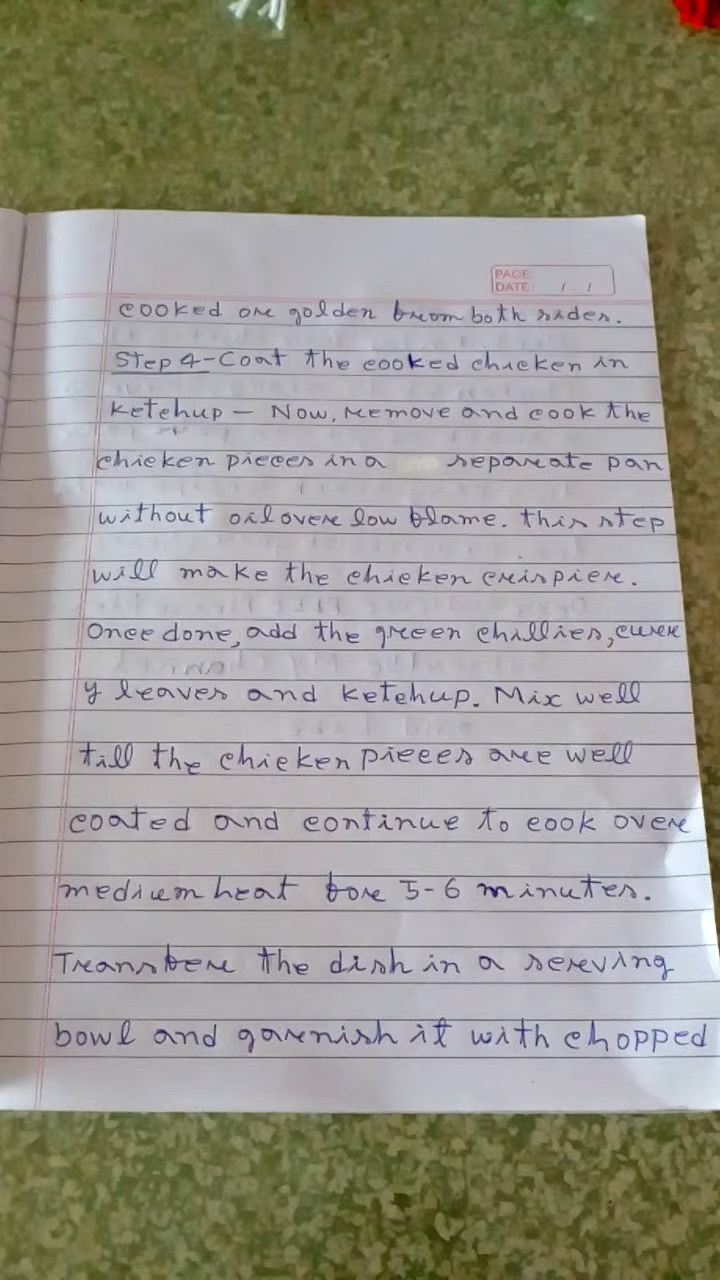 PAGE:
DATE: / /
cooked or golden from both sides.
Step 4-Coat the cooked chicken in
ketchup - Now, remove and cook the
chicken pieces in a separate pan
without oil over low flame. this step
will make the chicken crispier.
Once done, add the green chillies, curr
y leaves and ketchup. Mix well
till the chicken pieces are well
coated and continue to cook over
medium heat for 5-6 minutes.
Transfer the dish in a serving
bowl and garnish it with chopped